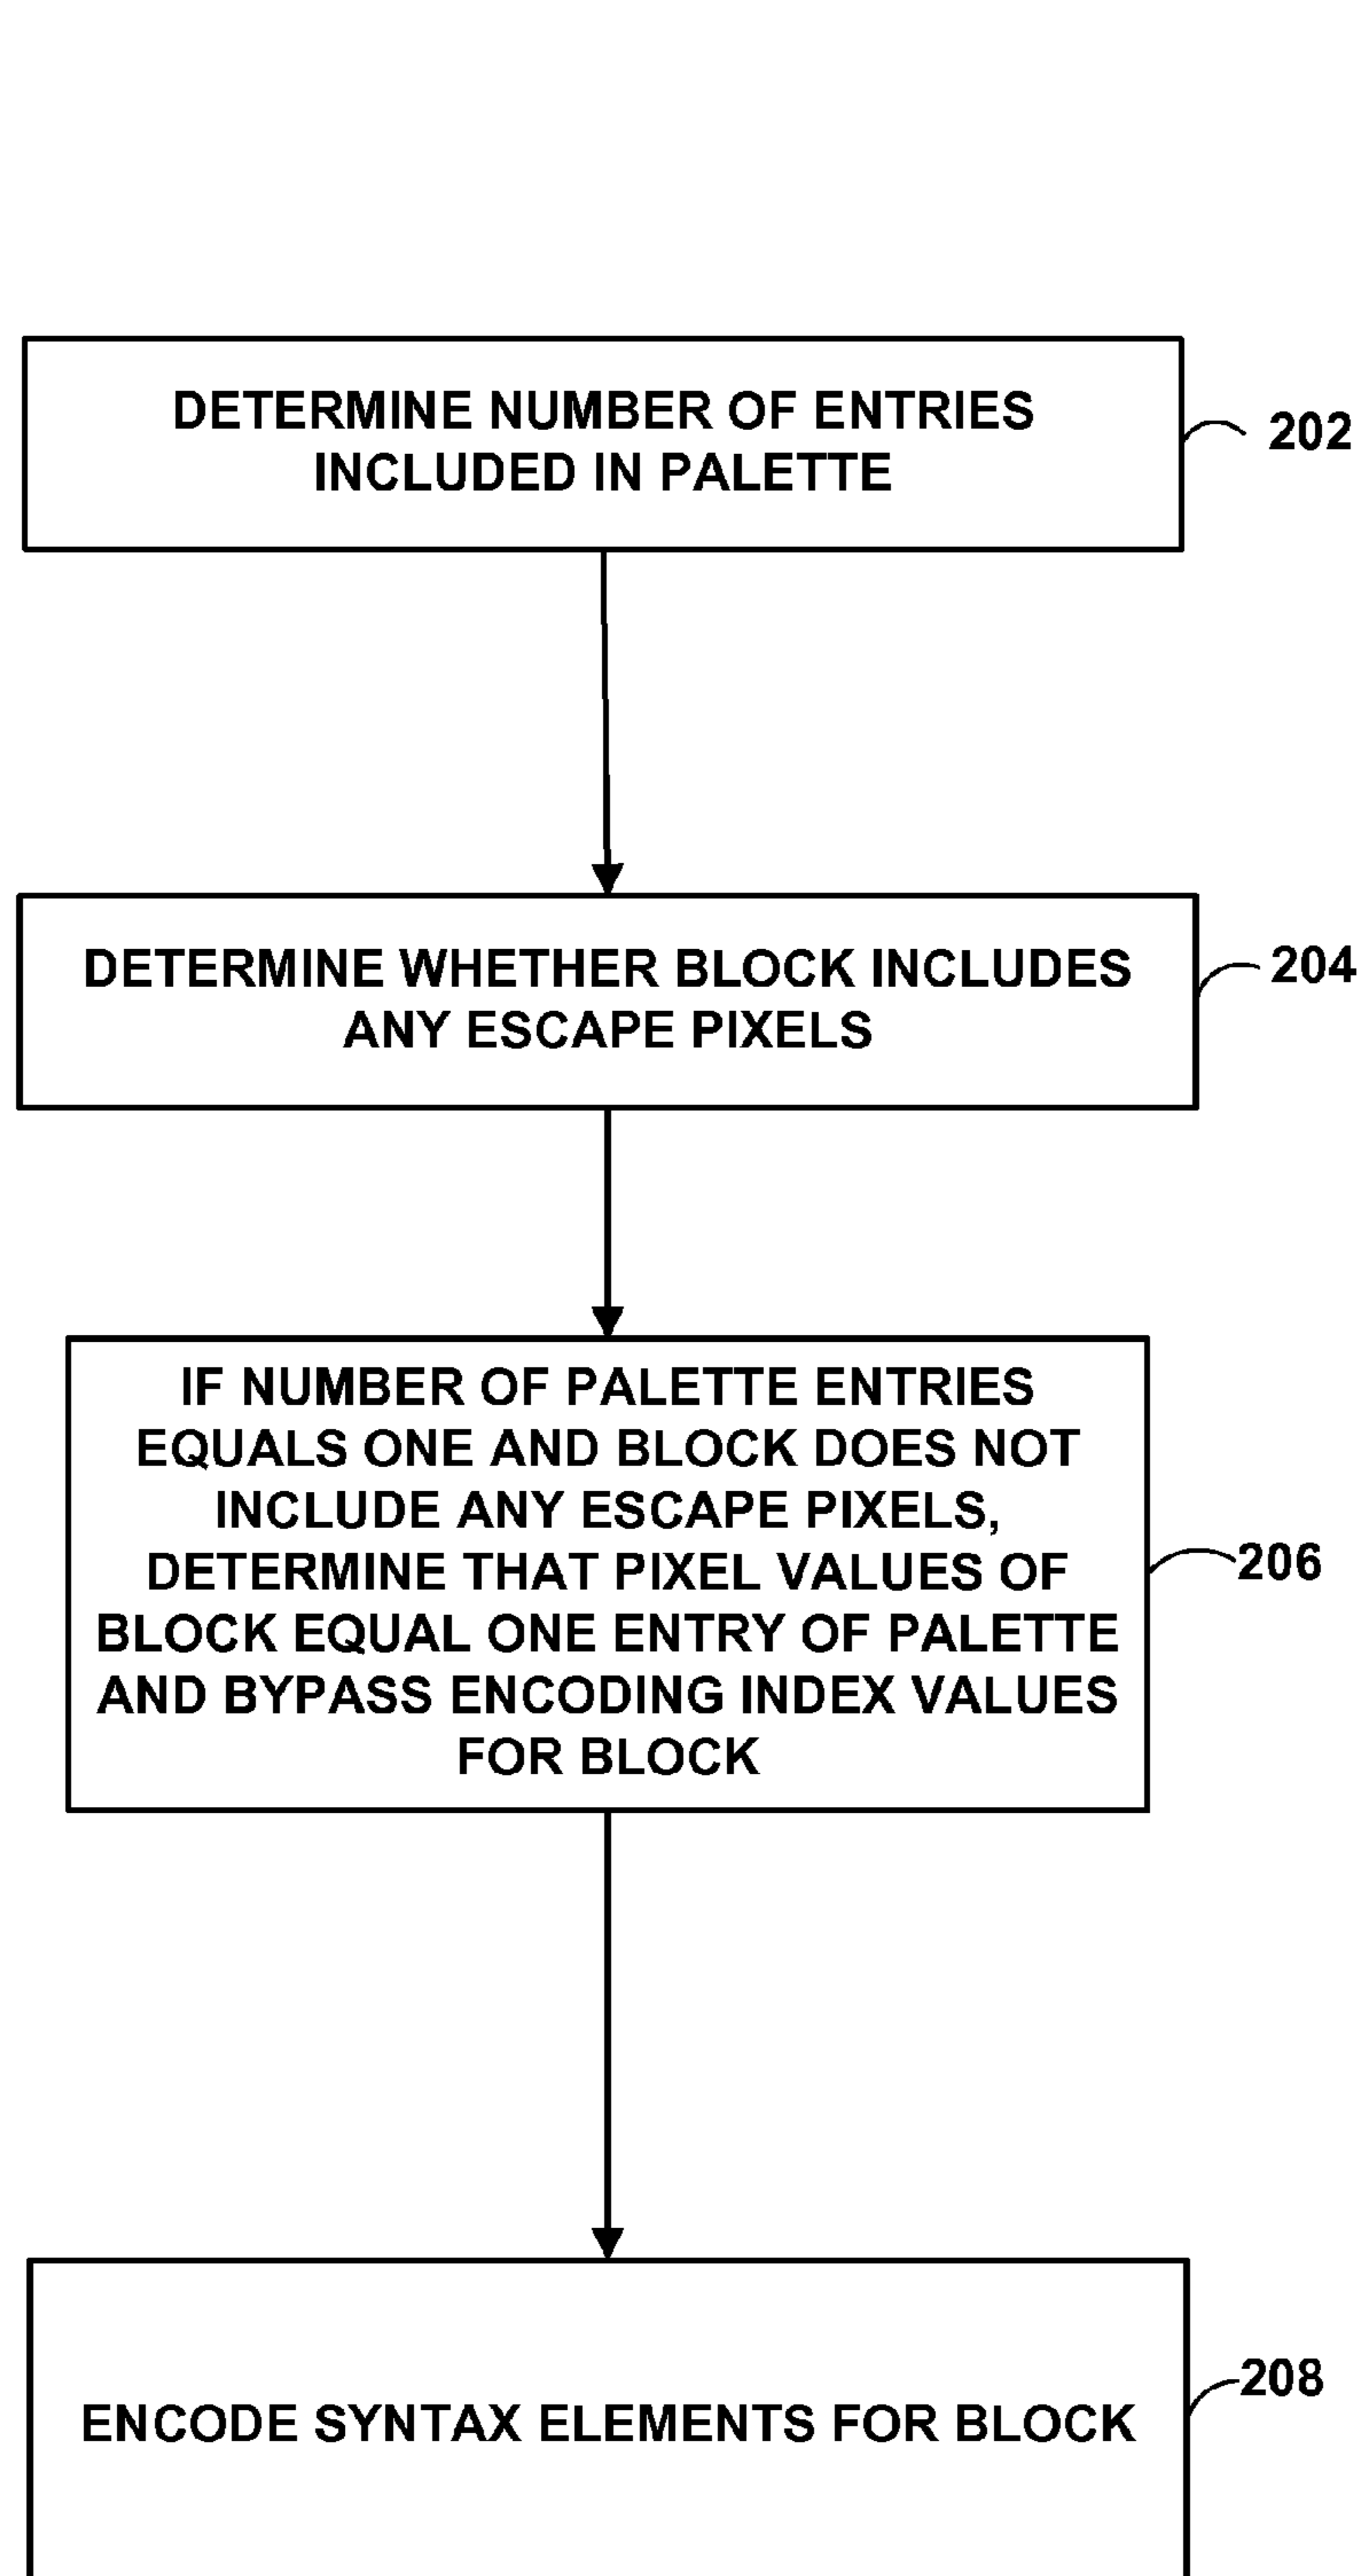 DETERMINE NUMBER OF ENTRIES
INCLUDED IN PALETTE
202
DETERMINE WHETHER BLOCK INCLUDES
ANY ESCAPE PIXELS
204
IF NUMBER OF PALETTE ENTRIES
EQUALS ONE AND BLOCK DOES NOT
INCLUDE ANY ESCAPE PIXELS,
DETERMINE THAT PIXEL VALUES OF
BLOCK EQUAL ONE ENTRY OF PALETTE
AND BYPASS ENCODING INDEX VALUES
FOR BLOCK
206
ENCODE SYNTAX ELEMENTS FOR BLOCK
208